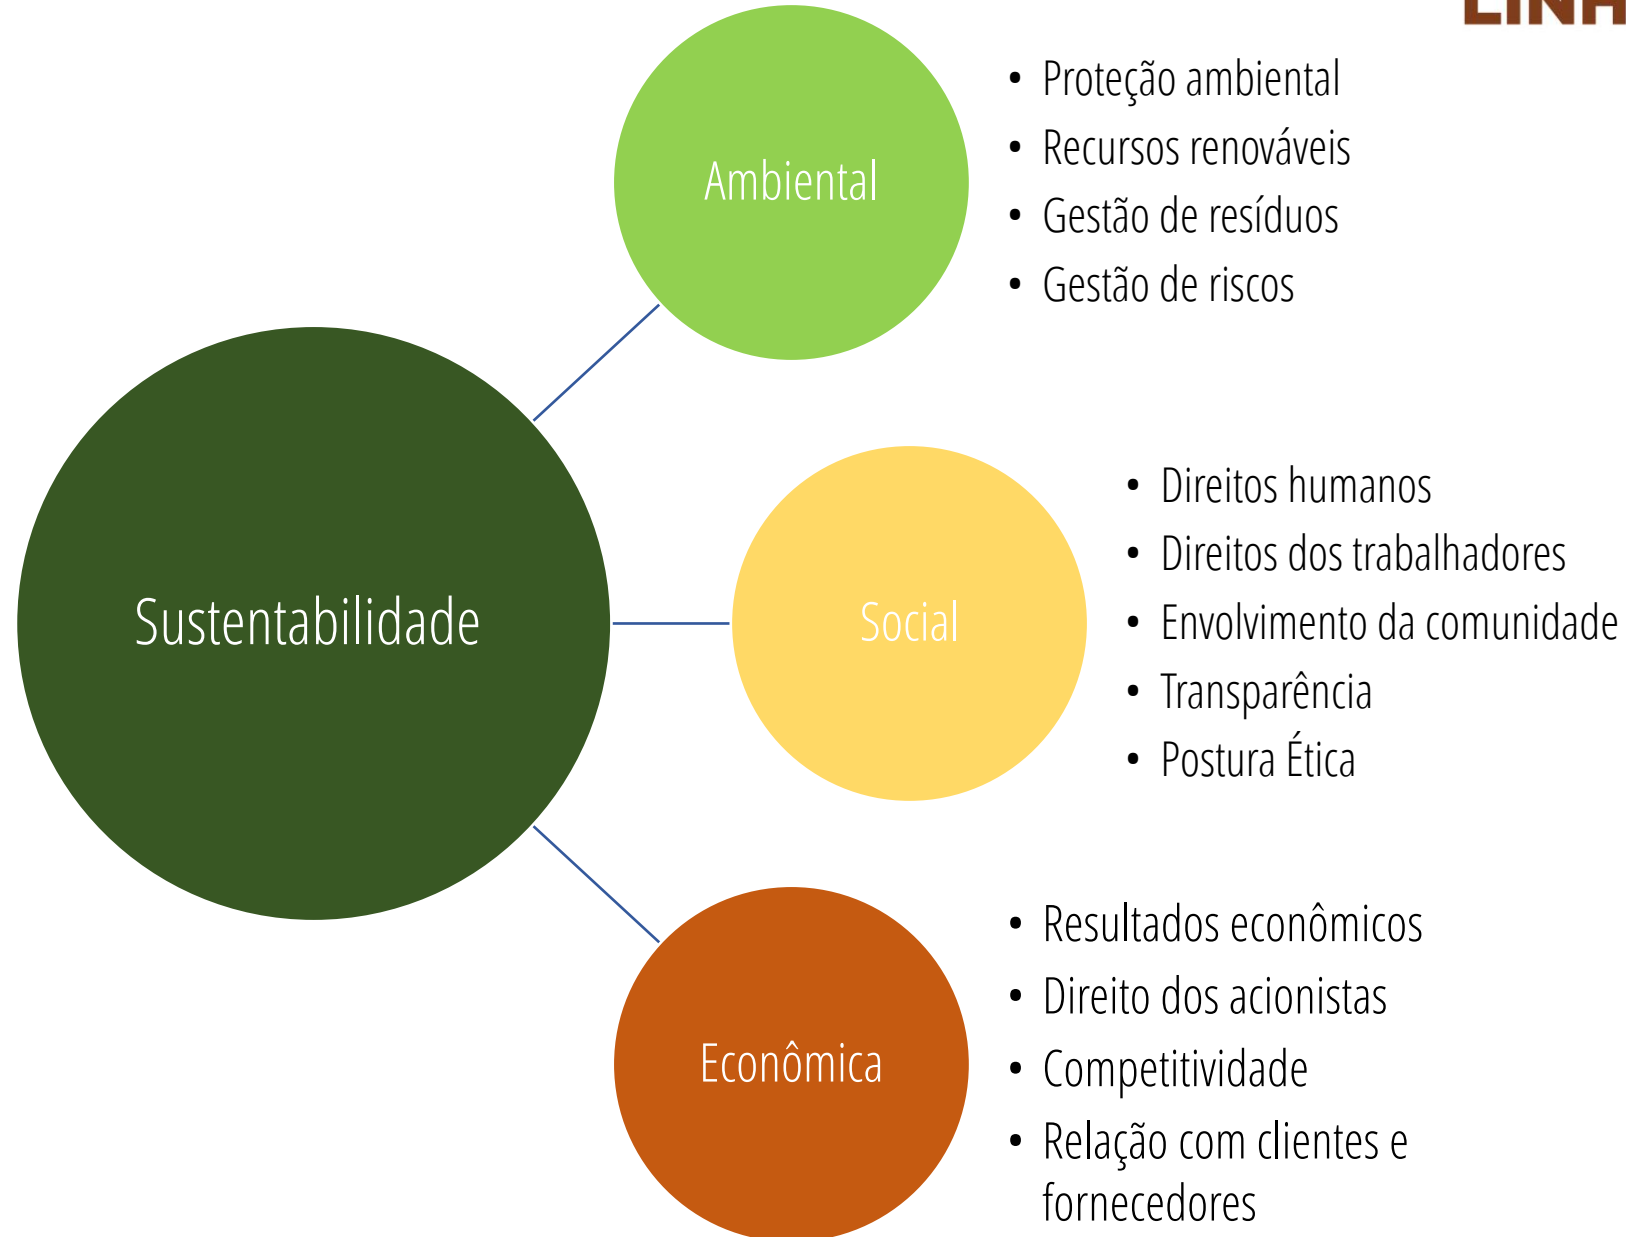 Ambiental
• Proteção ambiental
• Recursos renováveis
• Gestão de resíduos
• Gestão de riscos
Sustentabilidade
Social
• Direitos humanos
• Direitos dos trabalhadores
• Envolvimento da comunidade
• Transparência
• Postura Ética
Econômica
• Resultados econômicos
• Direito dos acionistas
• Competitividade
• Relação com clientes e
fornecedores